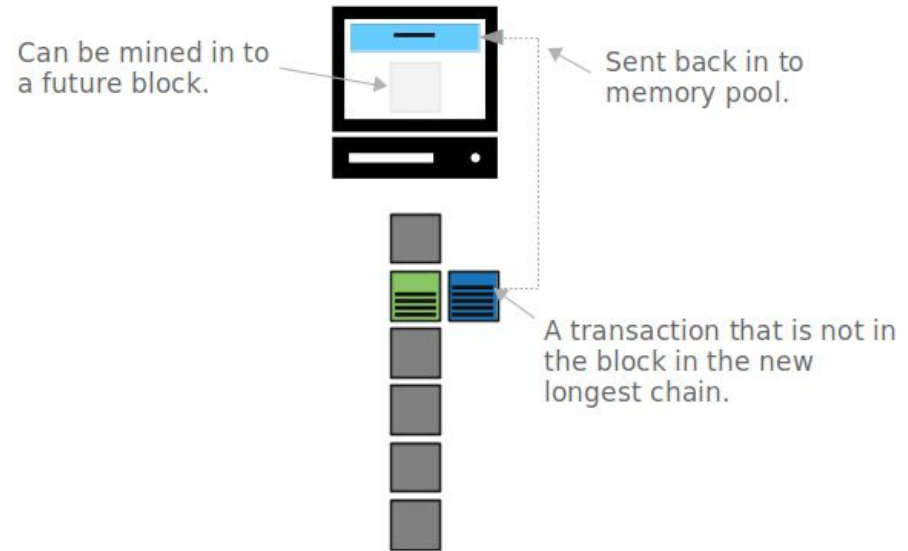 Can be mined in to
a future block.
Sent back in to
memory pool.
A transaction that is not in
the block in the new
longest chain.